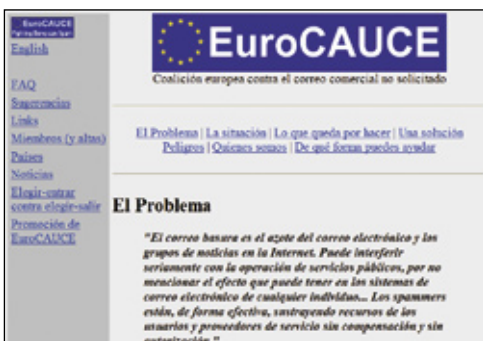 EuroCAUCE
English
FAQ
Sugerencias
Links
Miembros (y altas)
Países
Noticias
Elegir-entrar
contra elegir-salir
Promoción de
EuroCAUCE
EuroCAUCE
Coalición europea contra el correo comercial no solicitado
El Problema | La situación | Lo que queda por hacer | Una solución
Peligros | Quienes somos | De qué forma puedes ayudar
El Problema
"El correo basura es el azote del correo electrónico y los
grupos de noticias en la Internet. Puede interferir
seriamente con la operación de servicios públicos, por no
mencionar el efecto que puede tener en los sistemas de
correo electrónico de cualquier individuo... Los spammers
están, de forma efectiva, sustrayendo recursos de los
usuarios y proveedores de servicio sin compensación y sin
autorización."